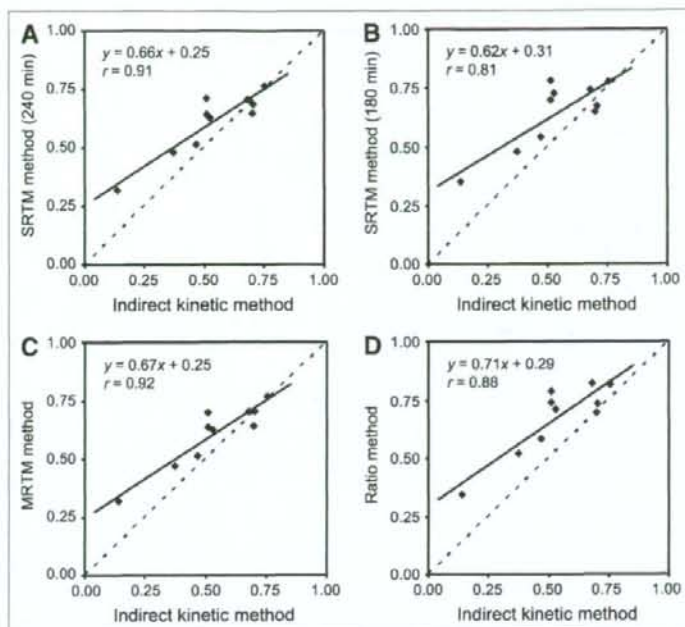 A
y = 0.66x + 0.25
r = 0.91
SRTM method (240 min)
1.00
0.75
0.50
0.25
0.00
0.00 0.25 0.50 0.75 1.00
Indirect kinetic method
B
y = 0.62x + 0.31
r = 0.81
SRTM method (180 min)
1.00
0.75
0.50
0.25
0.00
0.00 0.25 0.50 0.75 1.00
Indirect kinetic method
C
y = 0.67x + 0.25
r = 0.92
MRTM method
1.00
0.75
0.50
0.25
0.00
0.00 0.25 0.50 0.75 1.00
Indirect kinetic method
D
y = 0.71x + 0.29
r = 0.88
Ratio method
1.00
0.75
0.50
0.25
0.00
0.00 0.25 0.50 0.75 1.00
Indirect kinetic method